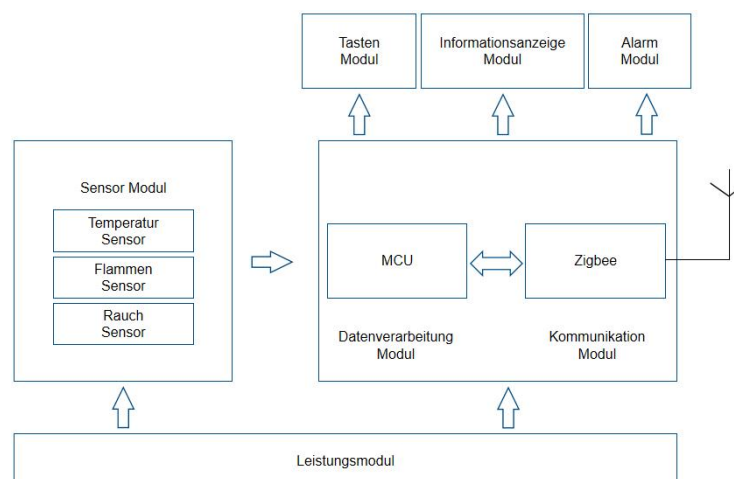 Tasten
Modul
Informationsanzeige
Modul
Alarm
Modul
Sensor Modul
Temperatur
Sensor
Flammen
Sensor
Rauch
Sensor
MCU
Zigbee
Datenverarbeitung
Modul
Kommunikation
Modul
Leistungsmodul